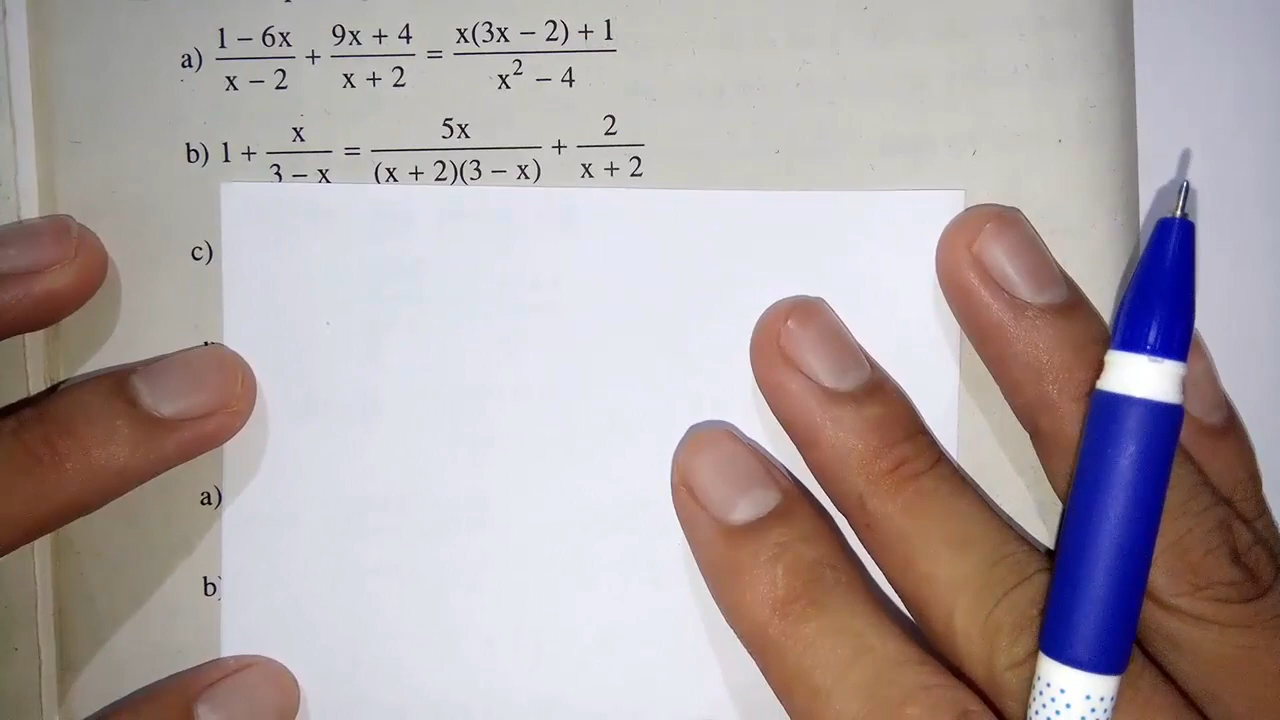 a) (1 − 6x)/(x − 2) + (9x + 4)/(x + 2) = (x(3x − 2) + 1)/(x² − 4)
b) 1 + x/(3 − x) = 5x/((x + 2)(3 − x)) + 2/(x + 2)
c)
a)
b)